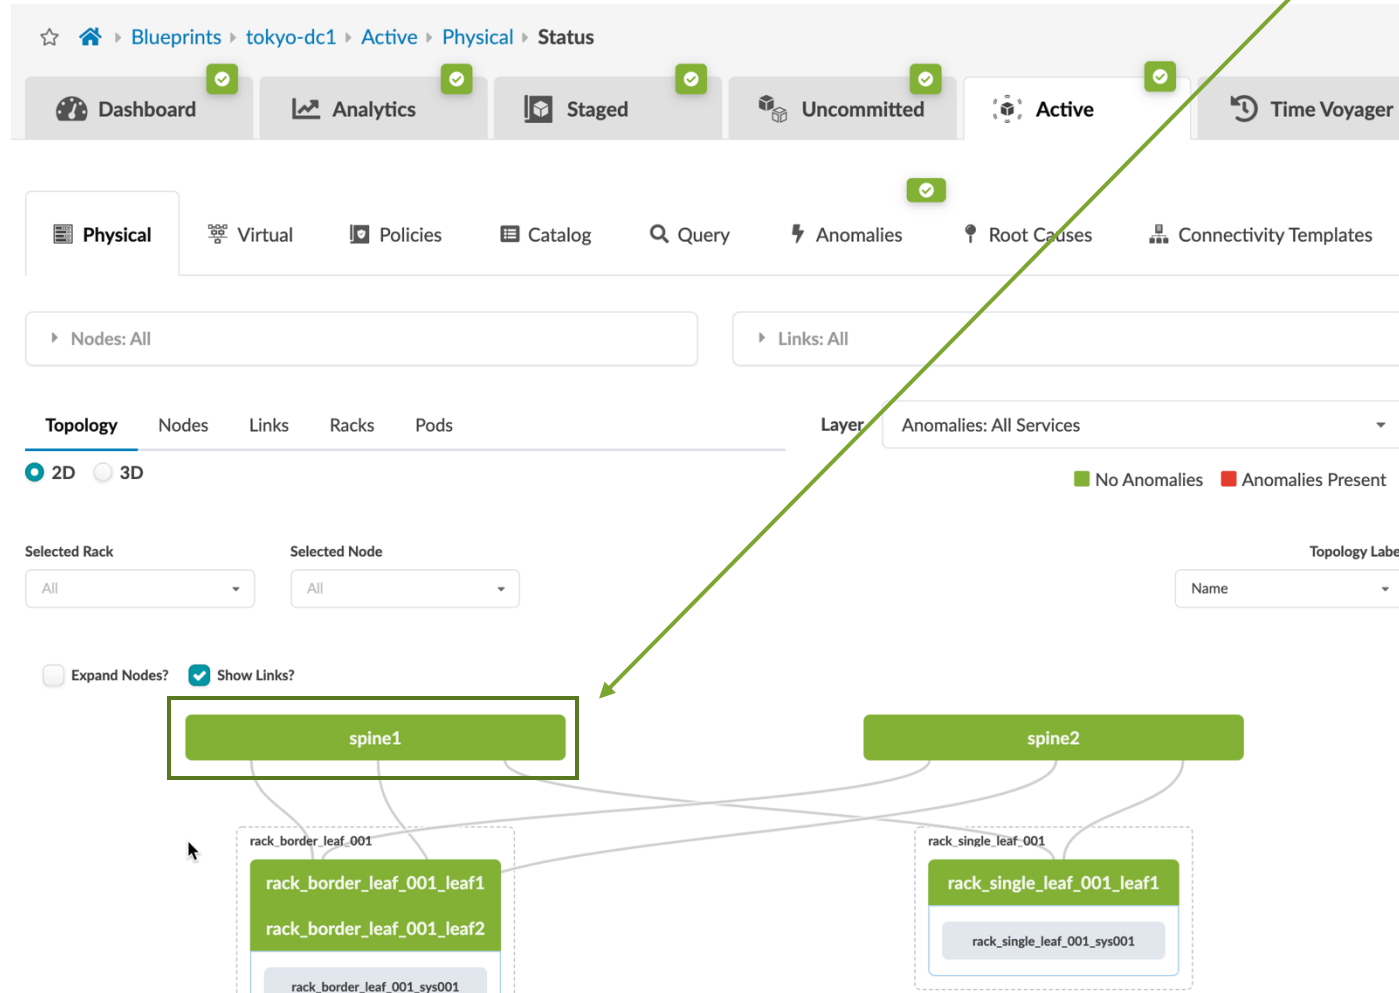 Blueprints tokyo-dc1 Active Physical Status
Dashboard Analytics Staged Uncommitted Active Time Voyager
Physical Virtual Policies Catalog Query Anomalies Root Causes Connectivity Templates
Nodes: All Links: All
Topology Nodes Links Racks Pods Layer Anomalies: All Services
2D 3D
No Anomalies Anomalies Present
Selected Rack Selected Node Topology Labe
All All Name
Expand Nodes? Show Links?
spine1 spine2
rack_border_leaf_001 rack_single_leaf_001
rack_border_leaf_001_leaf1 rack_single_leaf_001_leaf1
rack_border_leaf_001_leaf2
rack_single_leaf_001_sys001
rack_border_leaf_001_sys001